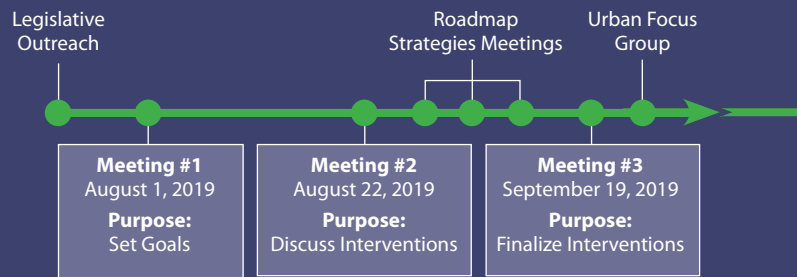 Legislative
Outreach
Roadmap
Strategies Meetings
Urban Focus
Group
Meeting #1
August 1, 2019
Purpose:
Set Goals
Meeting #2
August 22, 2019
Purpose:
Discuss Interventions
Meeting #3
September 19, 2019
Purpose:
Finalize Interventions